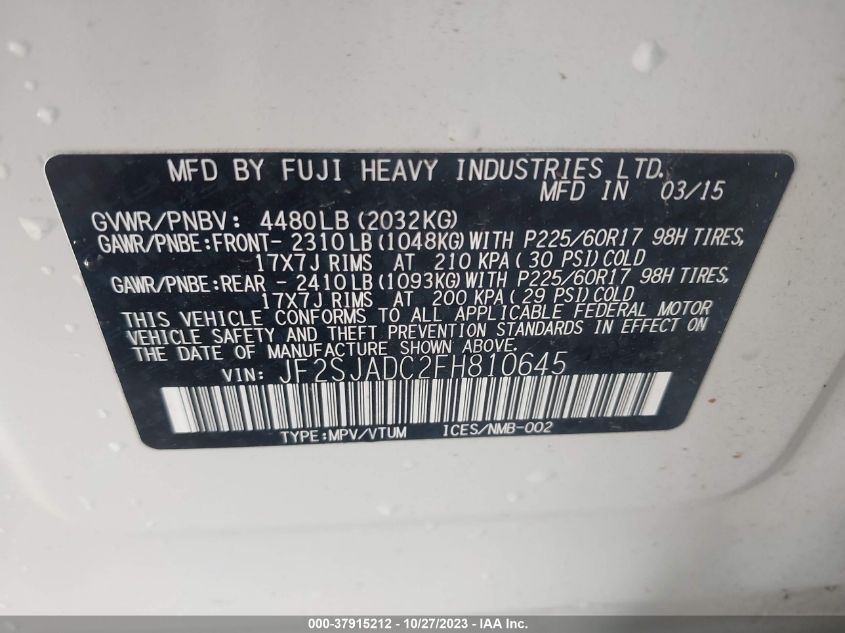 MFD BY FUJI HEAVY INDUSTRIES LTD.
MFD IN 03/15
GVWR/PNBV: 4480LB (2032KG)
GAWR/PNBE:FRONT- 2310LB (1048KG) WITH P225/60R17 98H TIRES,
17X7J RIMS AT 210 KPA ( 30 PSI) COLD
GAWR/PNBE:REAR - 2410LB (1093KG) WITH P225/60R17 98H TIRES,
17X7J RIMS AT 200 KPA ( 29 PSI) COLD
THIS VEHICLE CONFORMS TO ALL APPLICABLE FEDERAL MOTOR
VEHICLE SAFETY AND THEFT PREVENTION STANDARDS IN EFFECT ON
THE DATE OF MANUFACTURE SHOWN ABOVE.
VIN: JF2SJADC2FH810645
TYPE:MPV/VTUM ICES/NMB-002
000-37915212 - 10/27/2023 - © IAA, Inc.